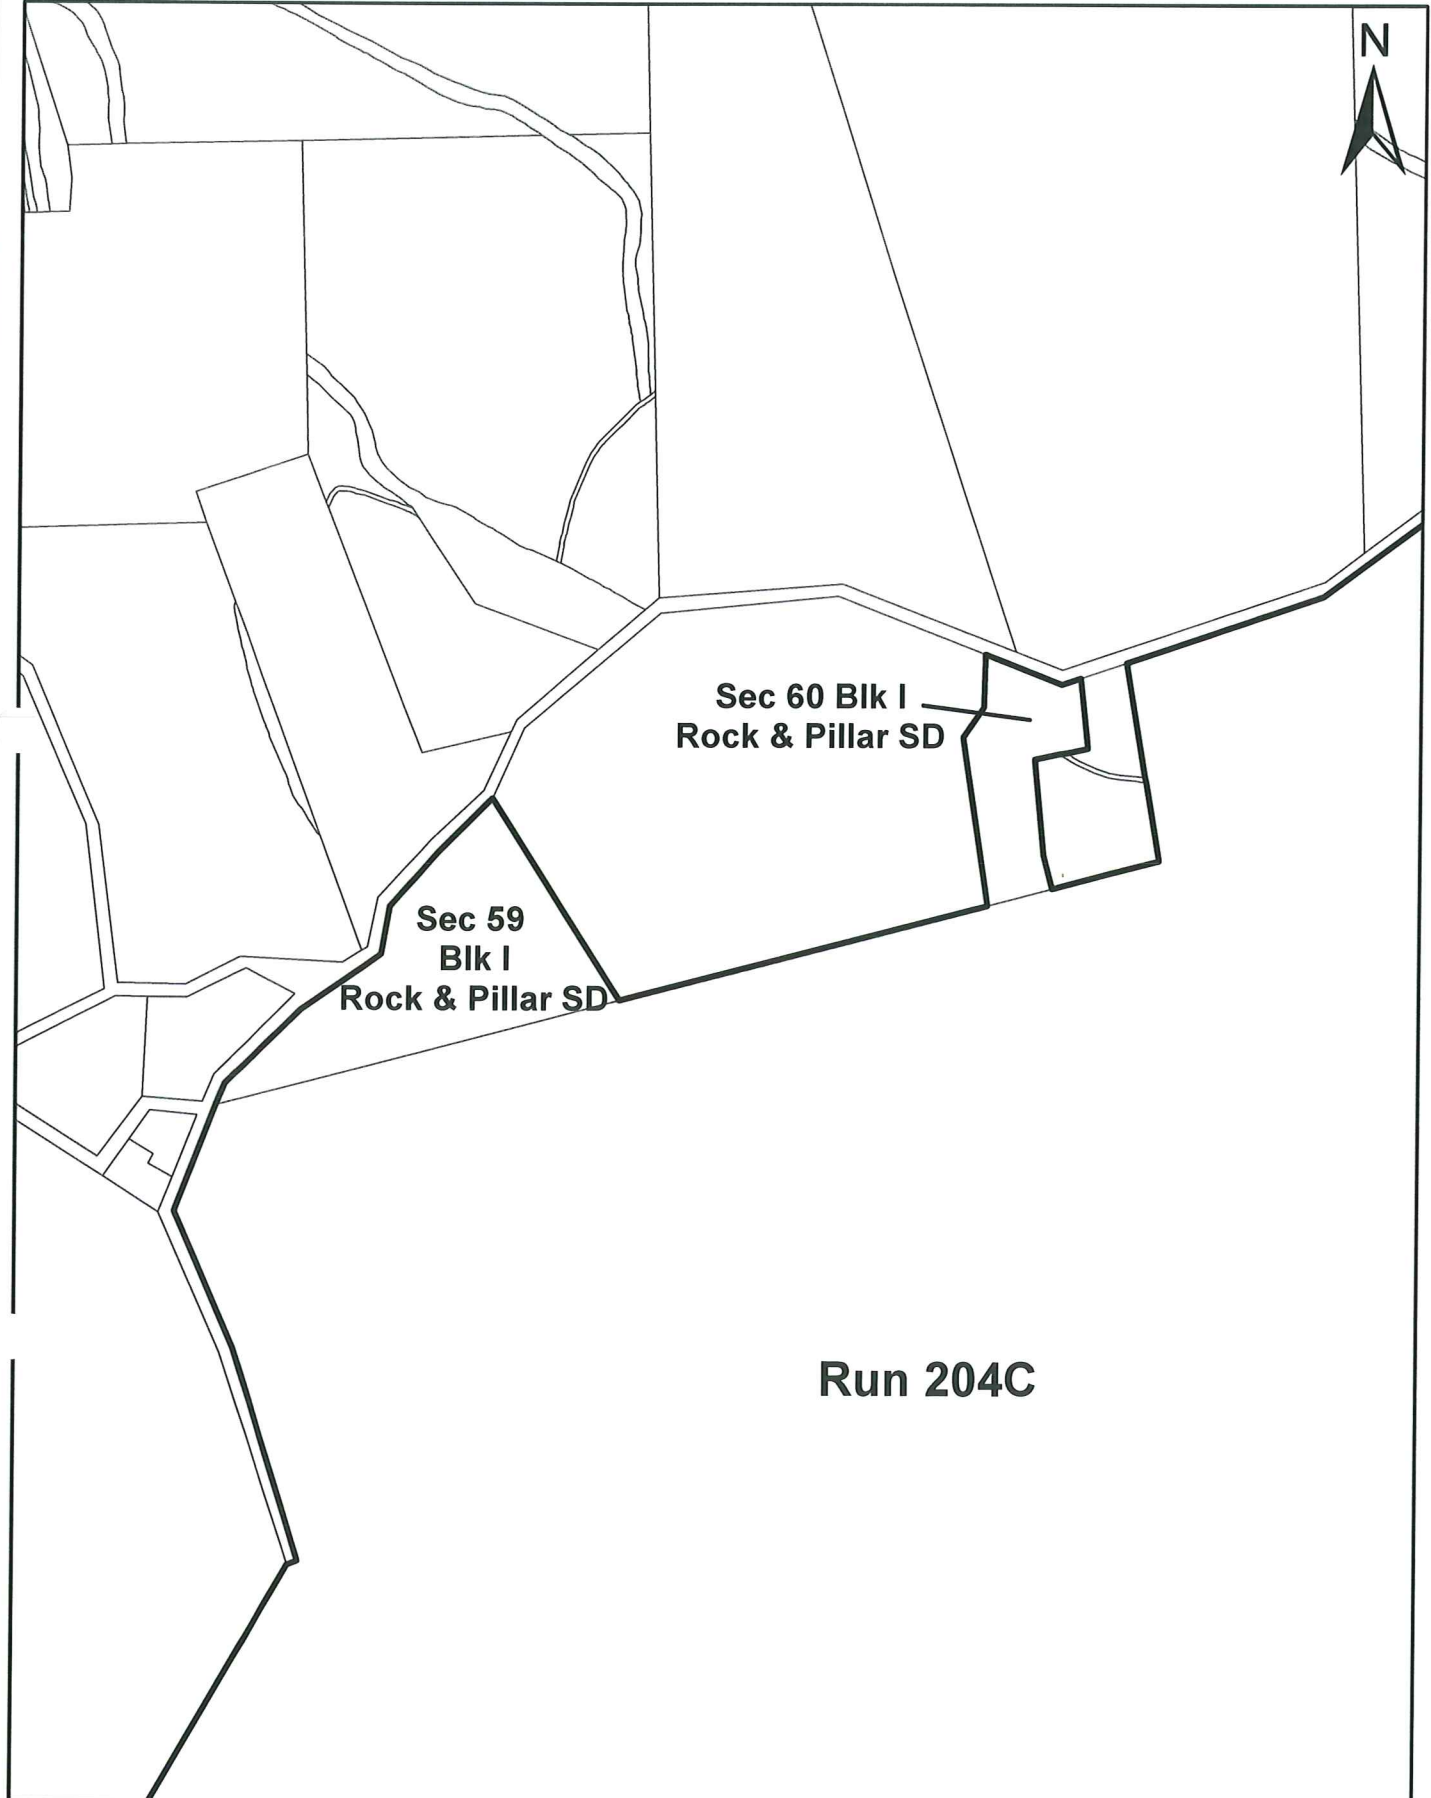 N
Sec 60 Blk I
Rock & Pillar SD
Sec 59
Blk I
Rock & Pillar SD
Run 204C